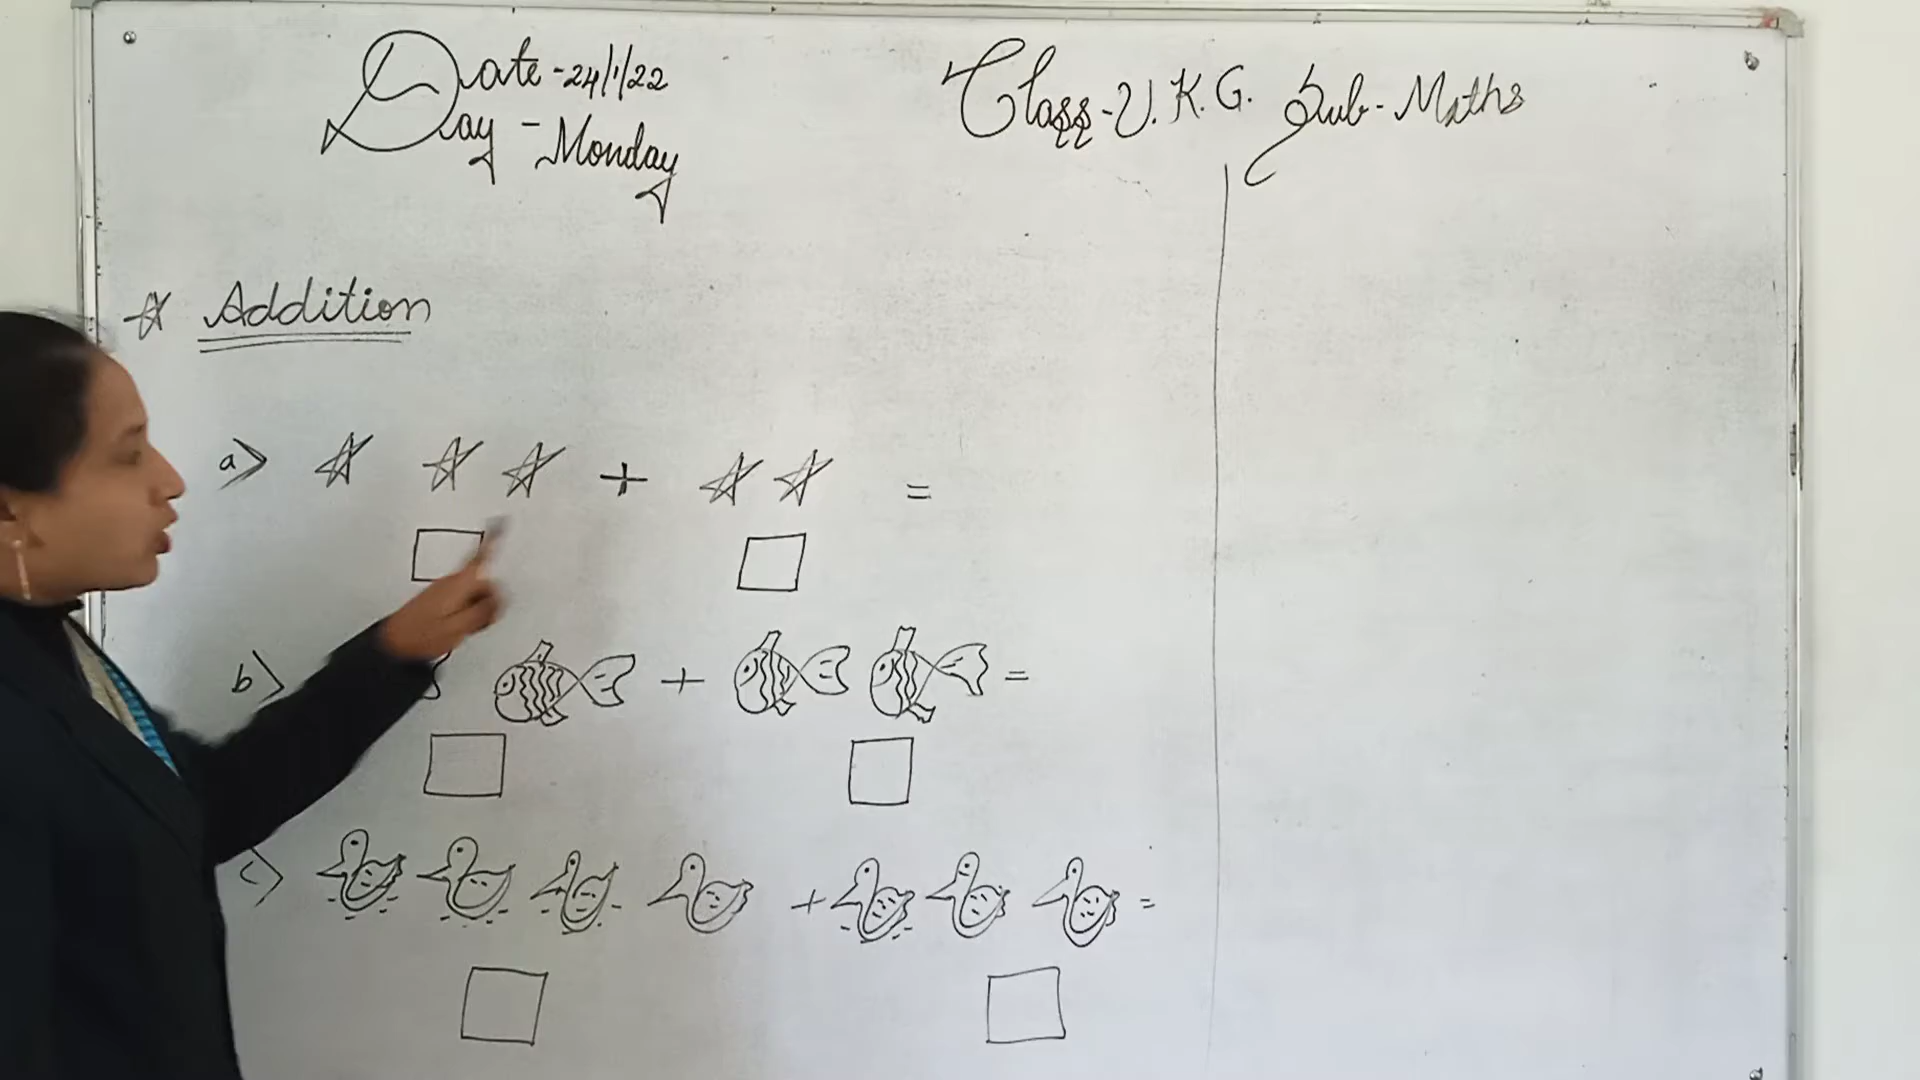 Date - 24/1/22
Day - Monday
Class - U.K.G. Sub - Maths
Addition
a) + =
b) + =
c) + =